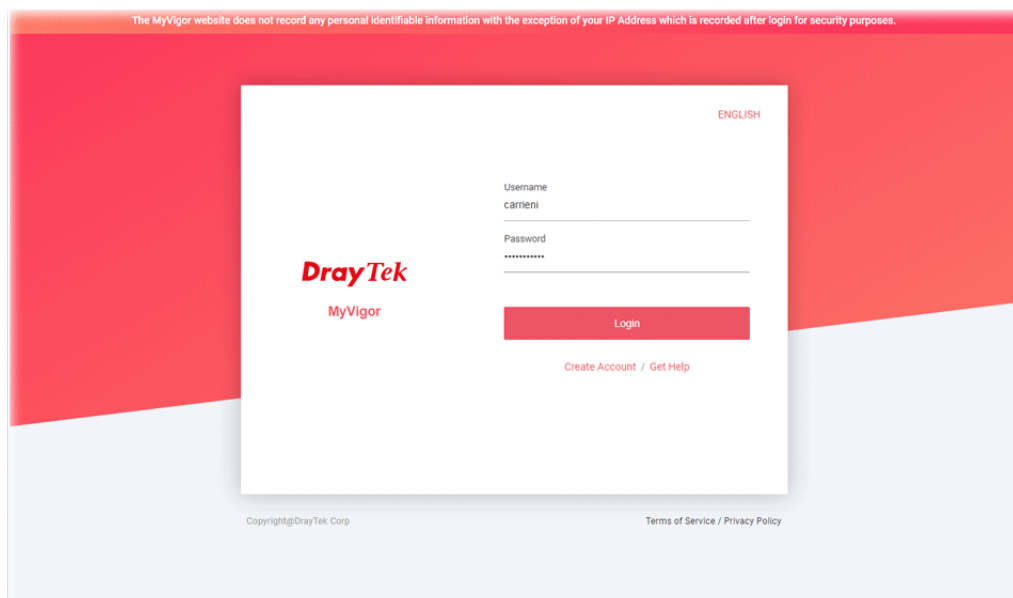 The MyVigor website does not record any personal identifiable information with the exception of your IP Address which is recorded after login for security purposes.
ENGLISH
Username
carrieni
Password
•••••••••••
DrayTek
MyVigor
Login
Create Account / Get Help
Copyright@DrayTek Corp
Terms of Service / Privacy Policy